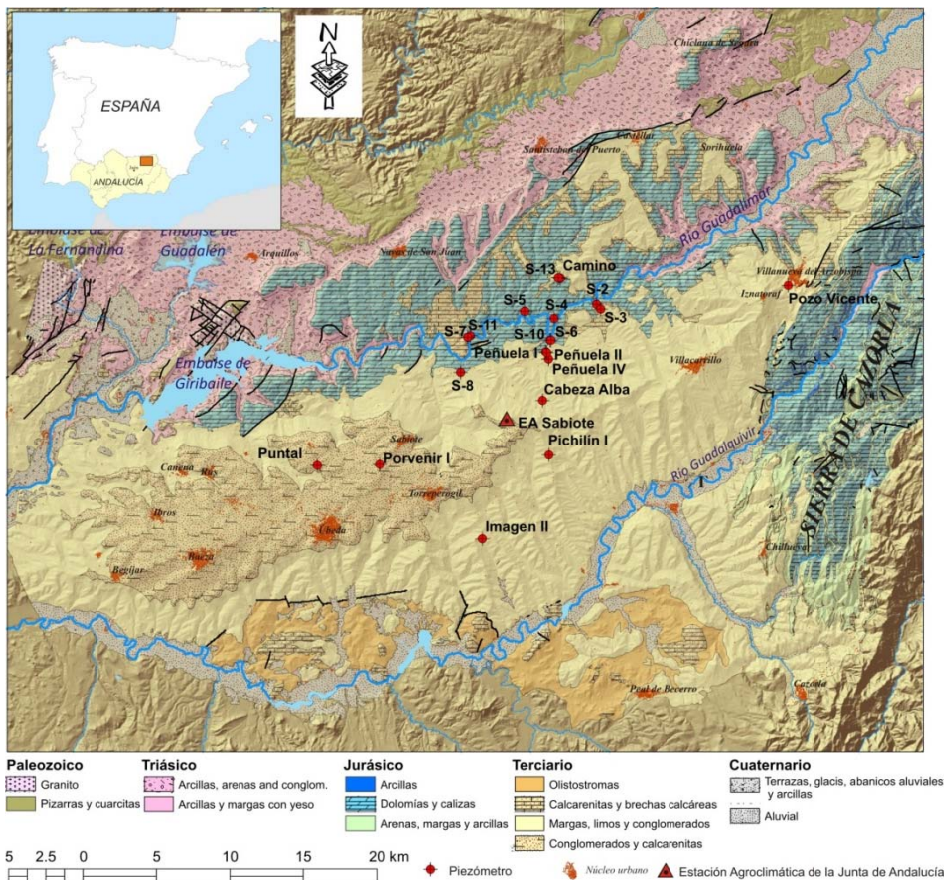 ESPAÑA
ANDALUCÍA
N
Chiclana de Segura
Castellar
Santisteban del Puerto
Sorihuela
Río Guadalimar
Embalse de
La Fernandina
Embalse de
Guadalén
Arquillos
Navas de San Juan
S-13
Camino
Villanueva del Arzobispo
Iznatoraf
Pozo Vicente
S-2
S-3
S-5
S-4
S-7
S-11
S-10
S-6
Peñuela I
Peñuela II
Peñuela IV
Embalse de
Giribaile
S-8
Villacarrillo
Cabeza Alba
EA Sabiote
SIERRA DE CAZORLA
Sabiote
Pichilín I
Río Guadalquivir
Puntal
Porvenir I
Canena
Rus
Torreperogil
Ibros
Úbeda
Imagen II
Baeza
Chilluévar
Begíjar
Peal de Becerro
Cazorla
Paleozoico
Granito
Pizarras y cuarcitas
Triásico
Arcillas, arenas and conglom.
Arcillas y margas con yeso
Jurásico
Arcillas
Dolomías y calizas
Arenas, margas y arcillas
Terciario
Olistostromas
Calcarenitas y brechas calcáreas
Margas, limos y conglomerados
Conglomerados y calcarenitas
Cuaternario
Terrazas, glacis, abanicos aluviales
y arcillas
Aluvial
5 2.5 0 5 10 15 20 km
Piezómetro
Núcleo urbano
Estación Agroclimática de la Junta de Andalucía